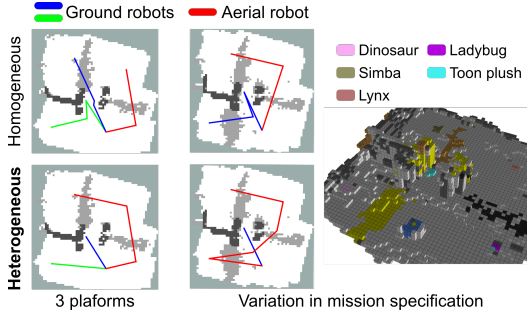 Ground robots
Aerial robot
Homogeneous
Heterogeneous
3 plaforms
Variation in mission specification
Dinosaur
Ladybug
Simba
Toon plush
Lynx